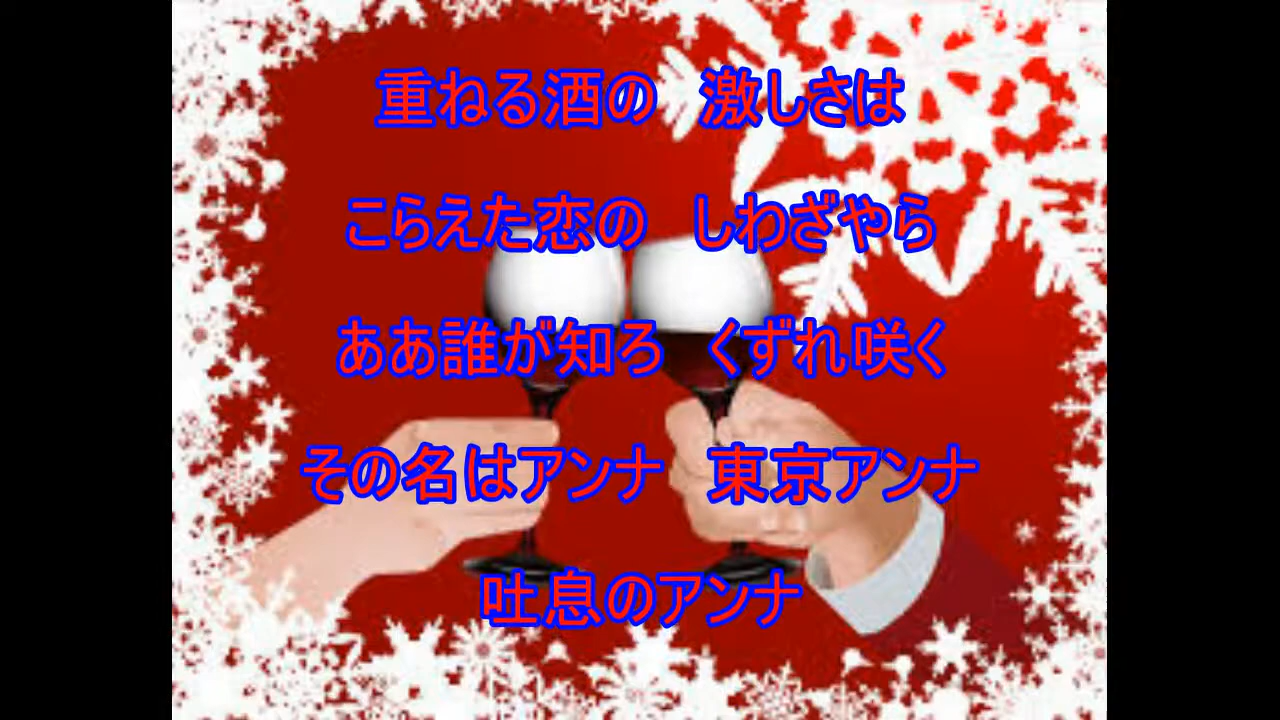 重ねる酒の　激しさは
こらえた恋の　しわざやら
ああ誰が知ろ　くずれ咲く
その名はアンナ　東京アンナ
吐息のアンナ